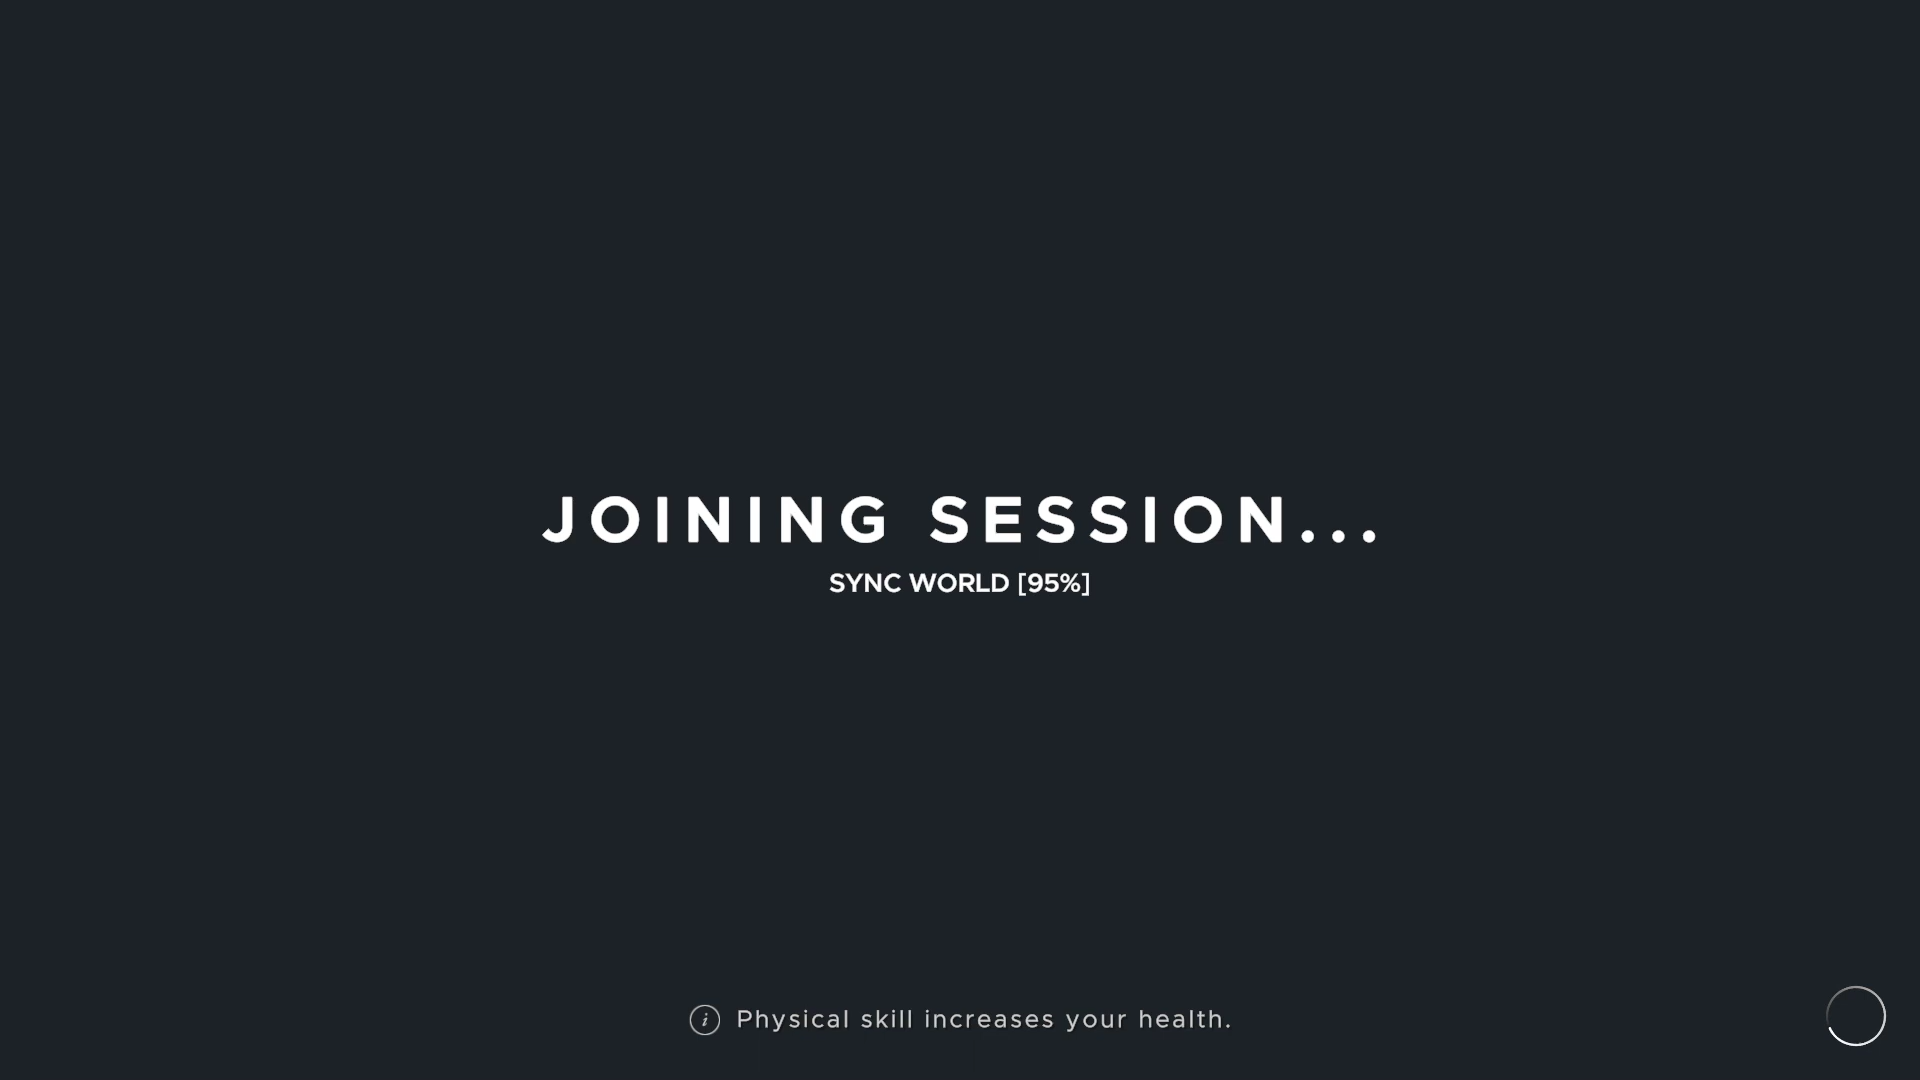 JOINING SESSION...
SYNC WORLD [95%]
i Physical skill increases your health.